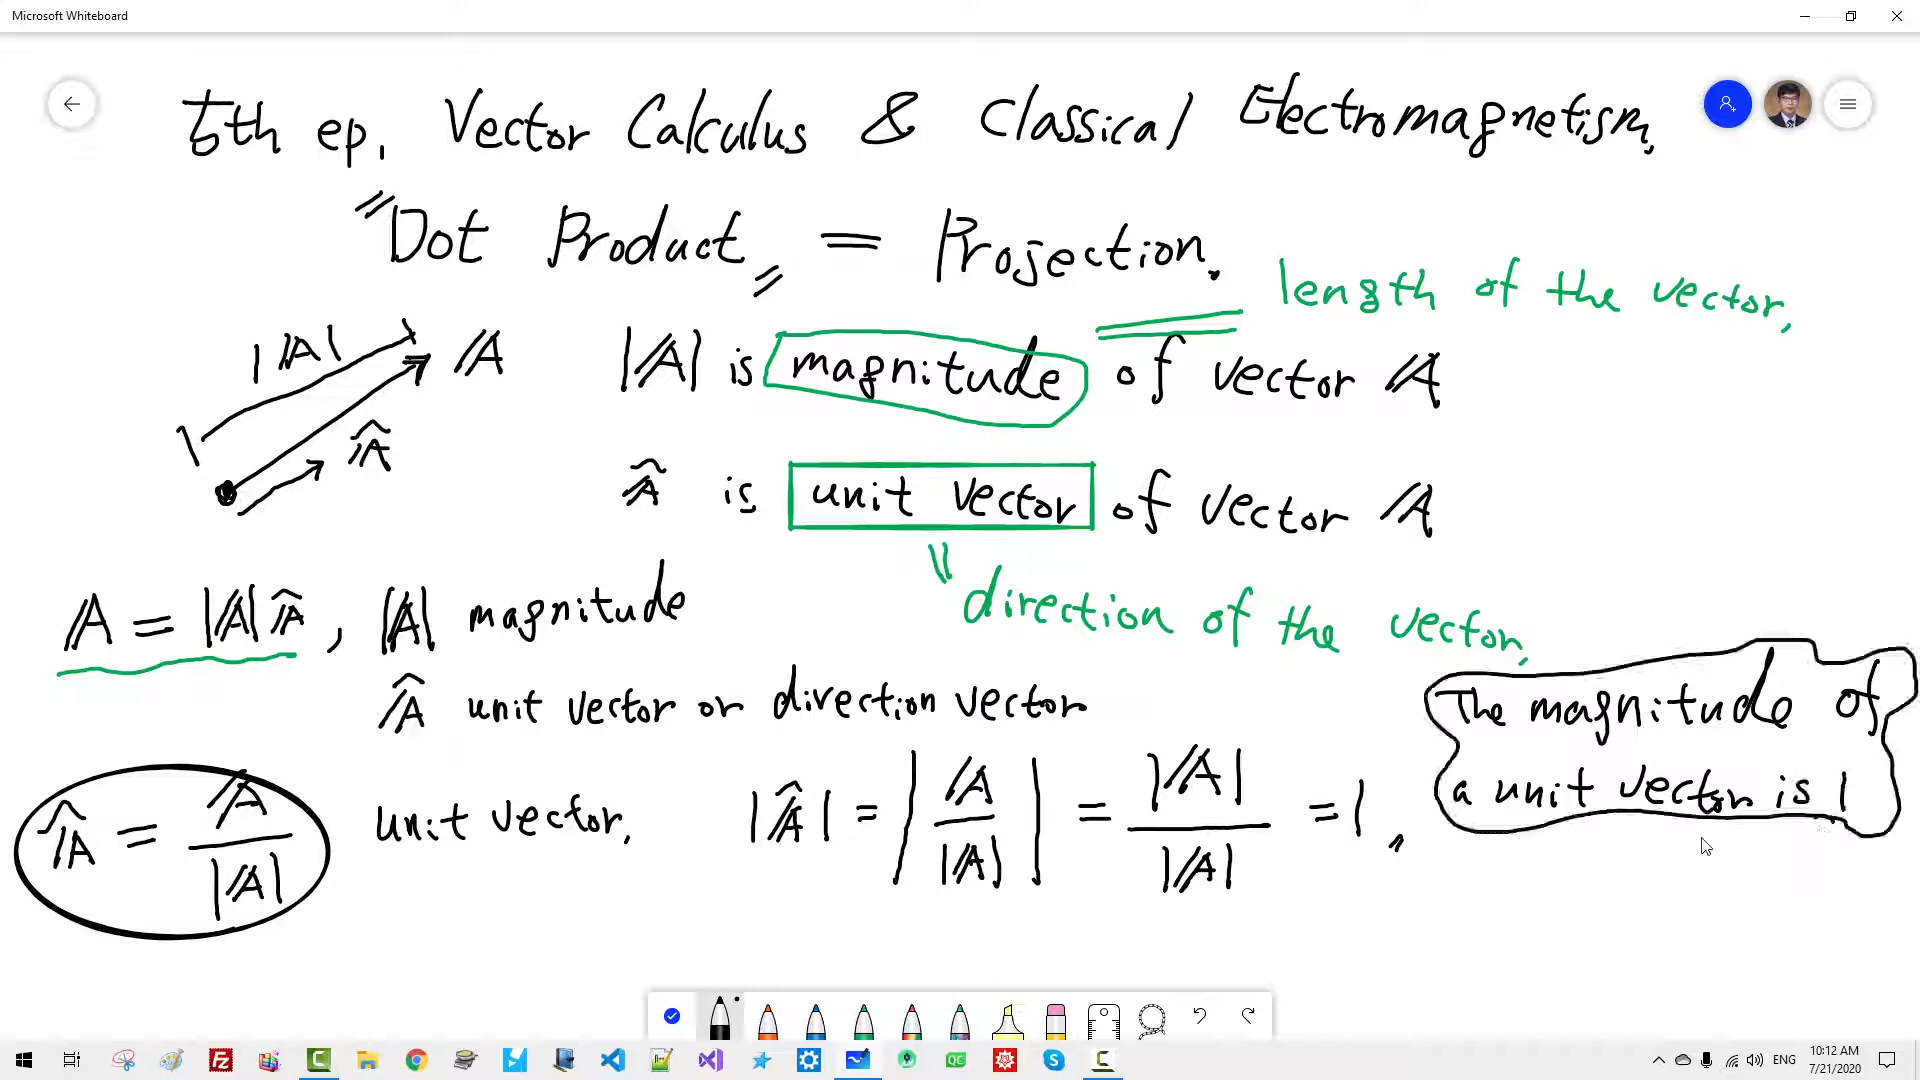 Microsoft Whiteboard
5th ep. Vector Calculus & Classical Electromagnetism.
"Dot Product" = Projection.
length of the vector.
|A| A |A| is magnitude of vector A
Â Â is unit vector of vector A
direction of the vector.
A = |A| Â , |A| magnitude
Â unit vector or direction vector
The magnitude of
a unit vector is 1
Â = A / |A| unit vector. |Â| = | A / |A| | = |A| / |A| = 1 ,
ENG
10:12 AM
7/21/2020